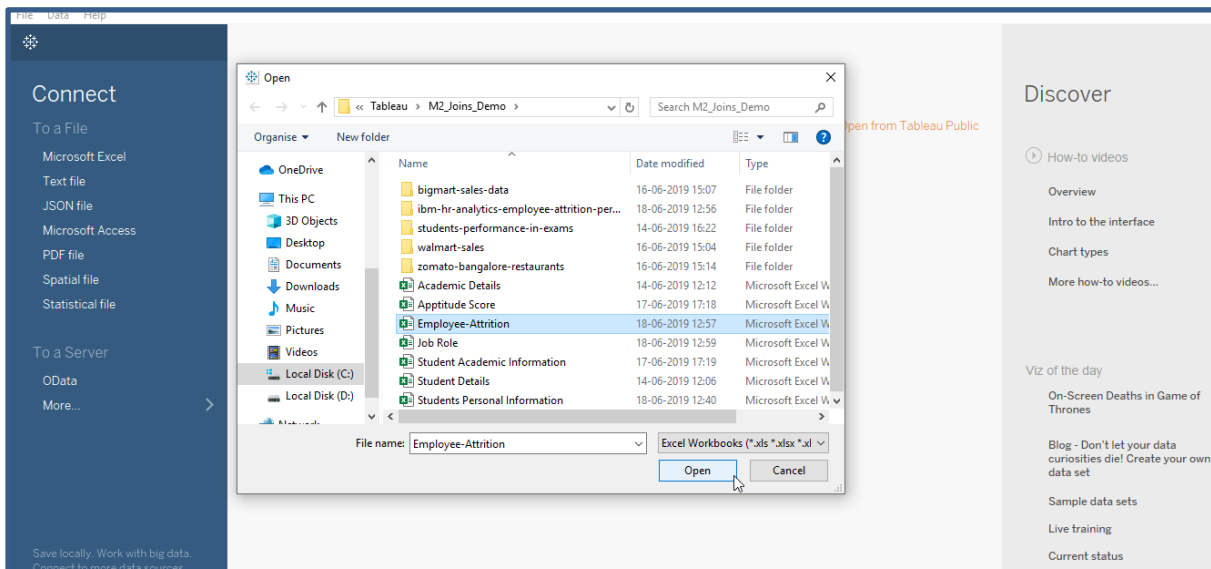 File Data Help
Connect
To a File
Microsoft Excel
Text file
JSON file
Microsoft Access
PDF file
Spatial file
Statistical file
To a Server
OData
More...
Save locally. Work with big data.
Connect to more data sources
Open
« Tableau › M2_Joins_Demo ›
Search M2_Joins_Demo
Organise
New folder
OneDrive
This PC
3D Objects
Desktop
Documents
Downloads
Music
Pictures
Videos
Local Disk (C:)
Local Disk (D:)
Name Date modified Type
bigmart-sales-data 16-06-2019 15:07 File folder
ibm-hr-analytics-employee-attrition-per... 18-06-2019 12:56 File folder
students-performance-in-exams 14-06-2019 16:22 File folder
walmart-sales 16-06-2019 15:04 File folder
zomato-bangalore-restaurants 16-06-2019 15:14 File folder
Academic Details 14-06-2019 12:12 Microsoft Excel W
Apptitude Score 17-06-2019 17:18 Microsoft Excel W
Employee-Attrition 18-06-2019 12:57 Microsoft Excel W
Job Role 18-06-2019 12:59 Microsoft Excel W
Student Academic Information 17-06-2019 17:19 Microsoft Excel W
Student Details 14-06-2019 12:06 Microsoft Excel W
Students Personal Information 18-06-2019 12:40 Microsoft Excel W
File name: Employee-Attrition
Excel Workbooks (*.xls *.xlsx *.xl
Open
Cancel
Open from Tableau Public
Discover
How-to videos
Overview
Intro to the interface
Chart types
More how-to videos...
Viz of the day
On-Screen Deaths in Game of
Thrones
Blog - Don't let your data
curiosities die! Create your own
data set
Sample data sets
Live training
Current status